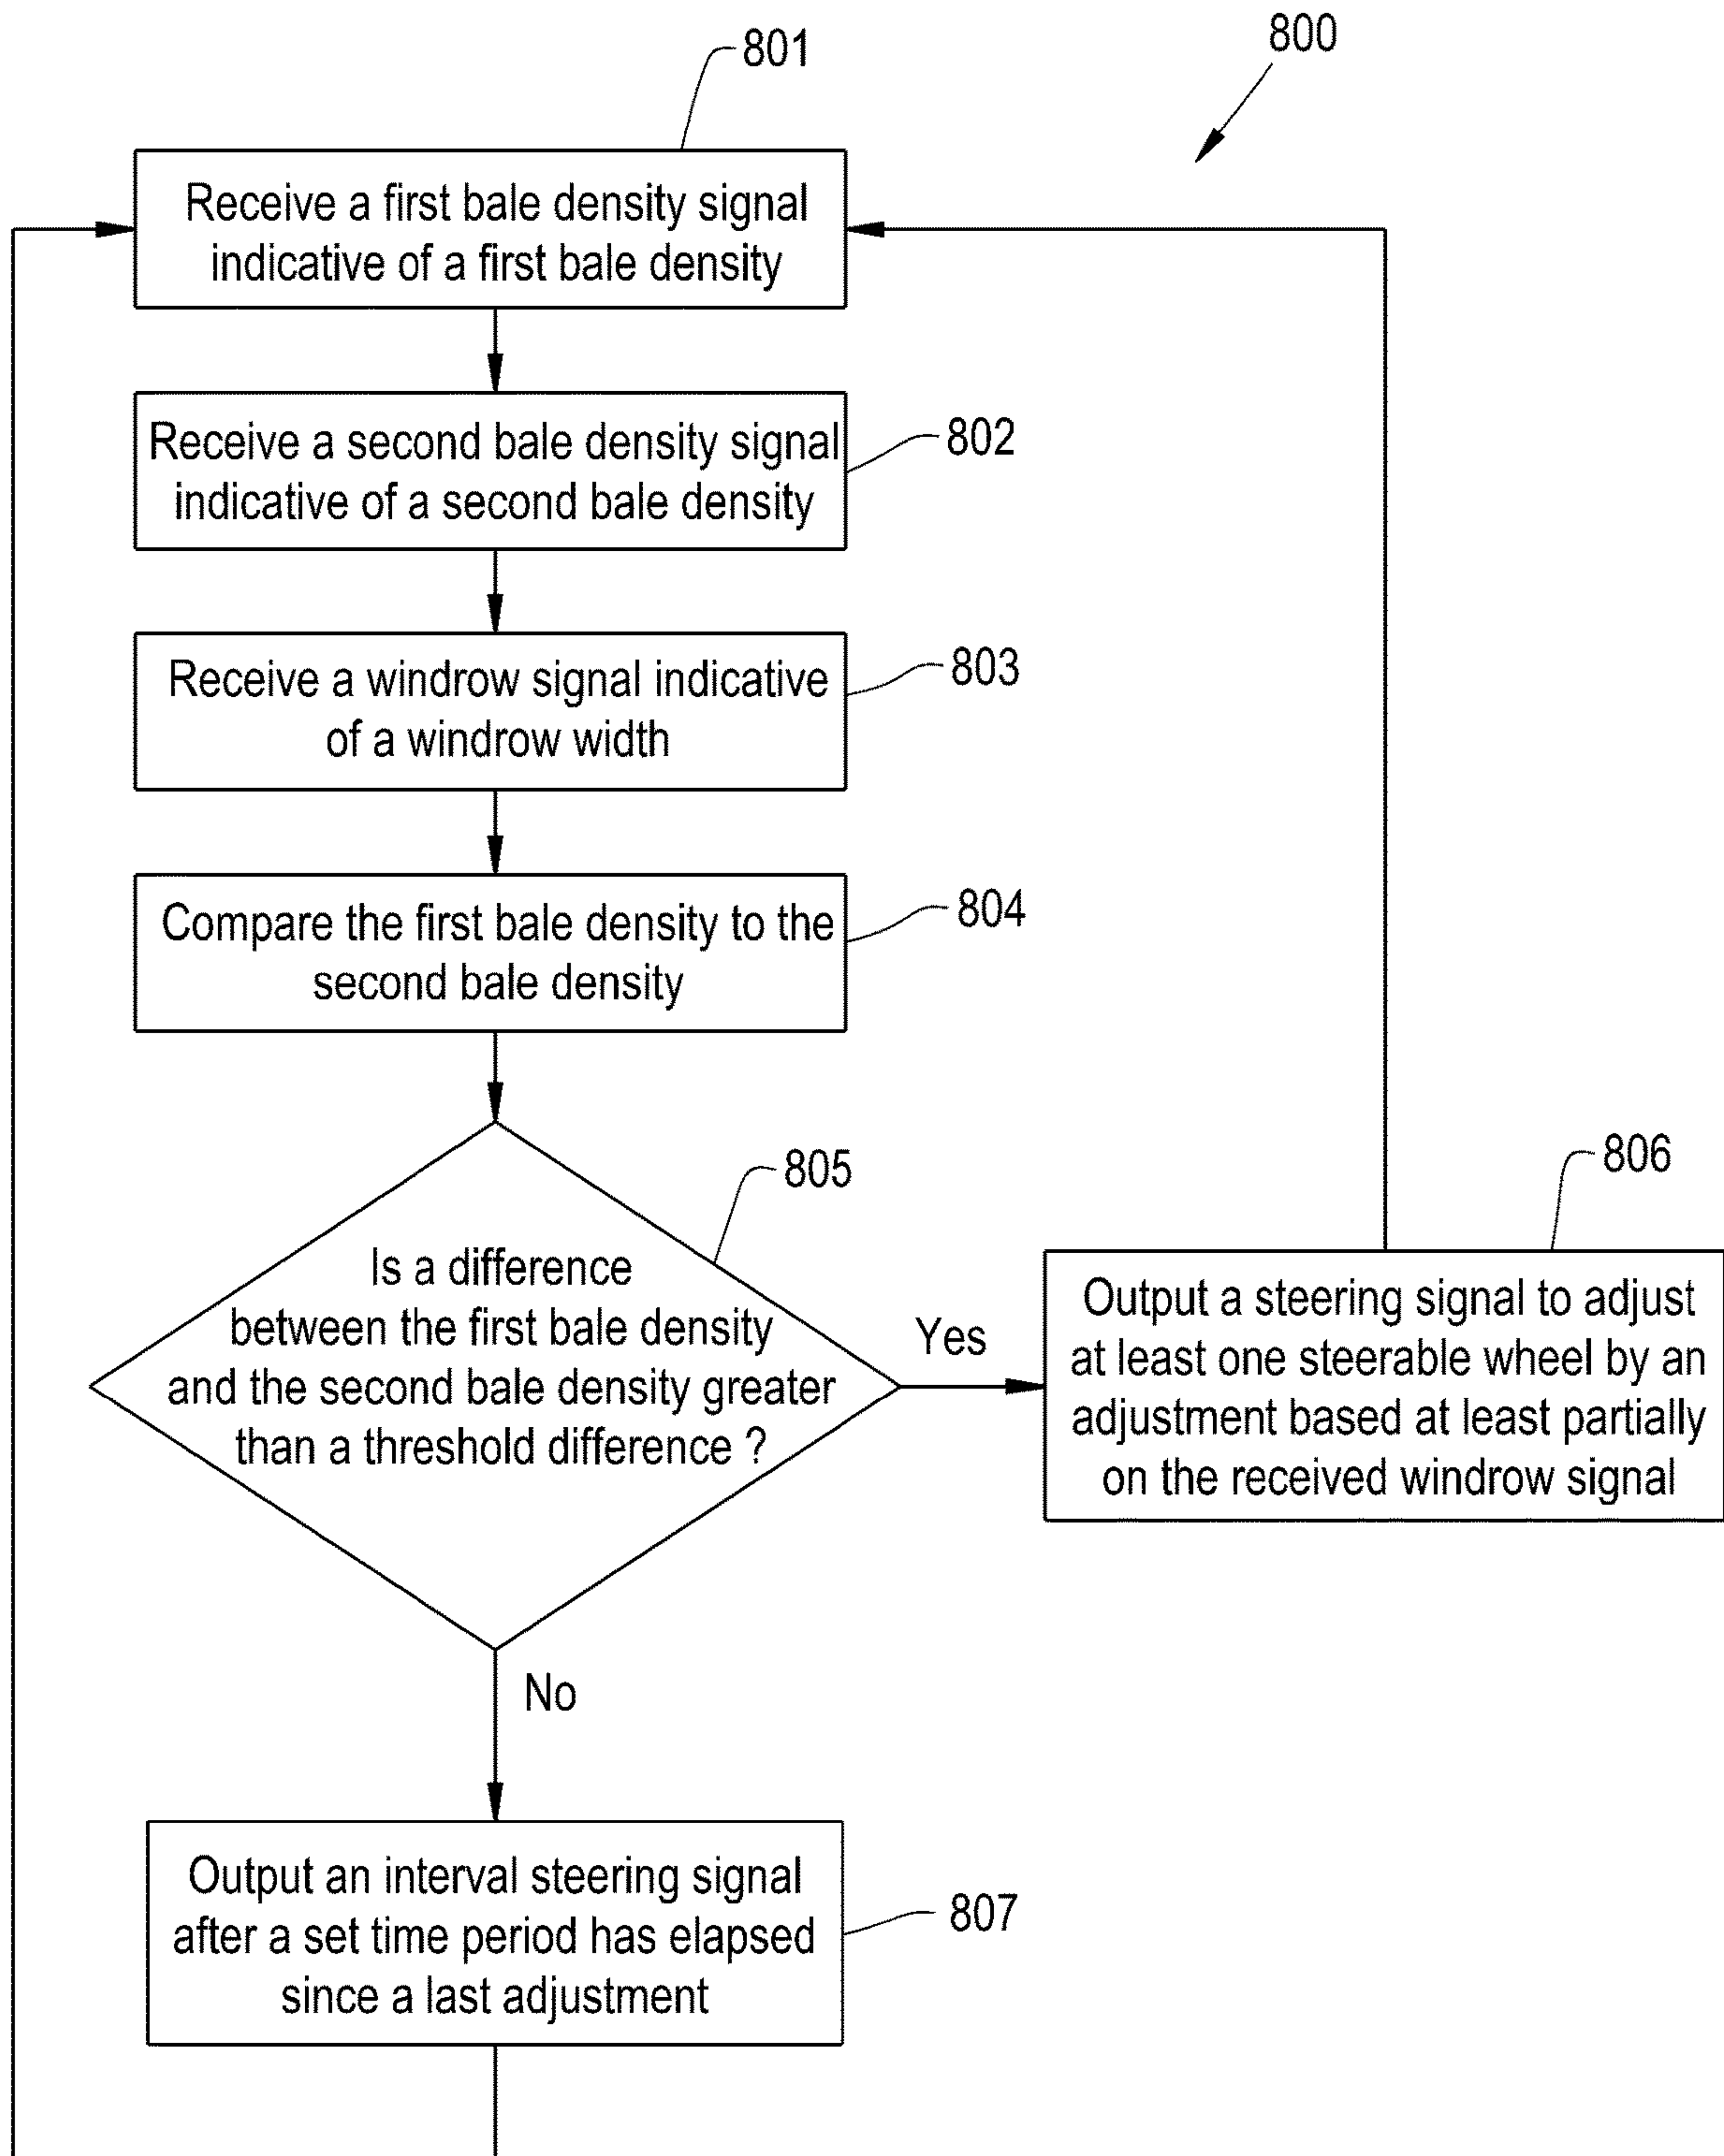 801
800
Receive a first bale density signal
indicative of a first bale density
Receive a second bale density signal
indicative of a second bale density
802
Receive a windrow signal indicative
of a windrow width
803
Compare the first bale density to the
second bale density
804
805
Is a difference
between the first bale density
and the second bale density greater
than a threshold difference ?
Yes
806
Output a steering signal to adjust
at least one steerable wheel by an
adjustment based at least partially
on the received windrow signal
No
Output an interval steering signal
after a set time period has elapsed
since a last adjustment
807